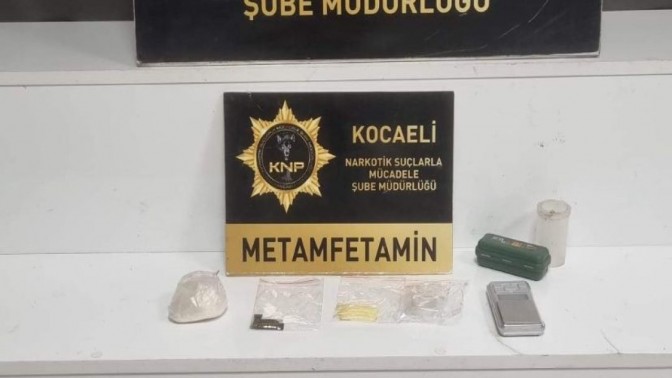 ŞUBE MÜDÜRLÜĞÜ
KNP
KOCAELİ
NARKOTİK SUÇLARLA
MÜCADELE
ŞUBE MÜDÜRLÜĞÜ
METAMFETAMİN